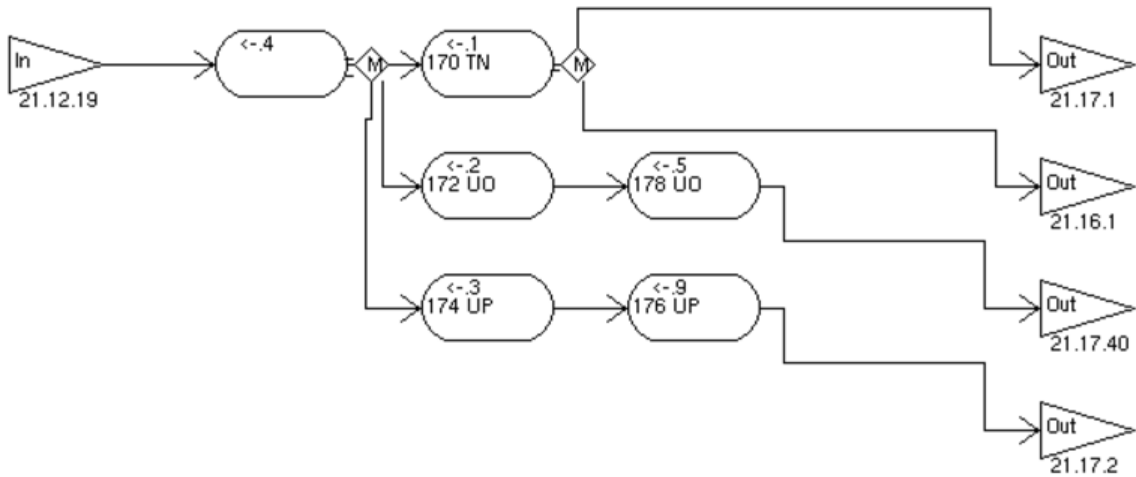 In
21.12.19
<-.4
M
<-.1
170 TN
M
Out
21.17.1
<-.2
172 UO
<-.5
178 UO
Out
21.16.1
<-.3
174 UP
<-.9
176 UP
Out
21.17.40
Out
21.17.2